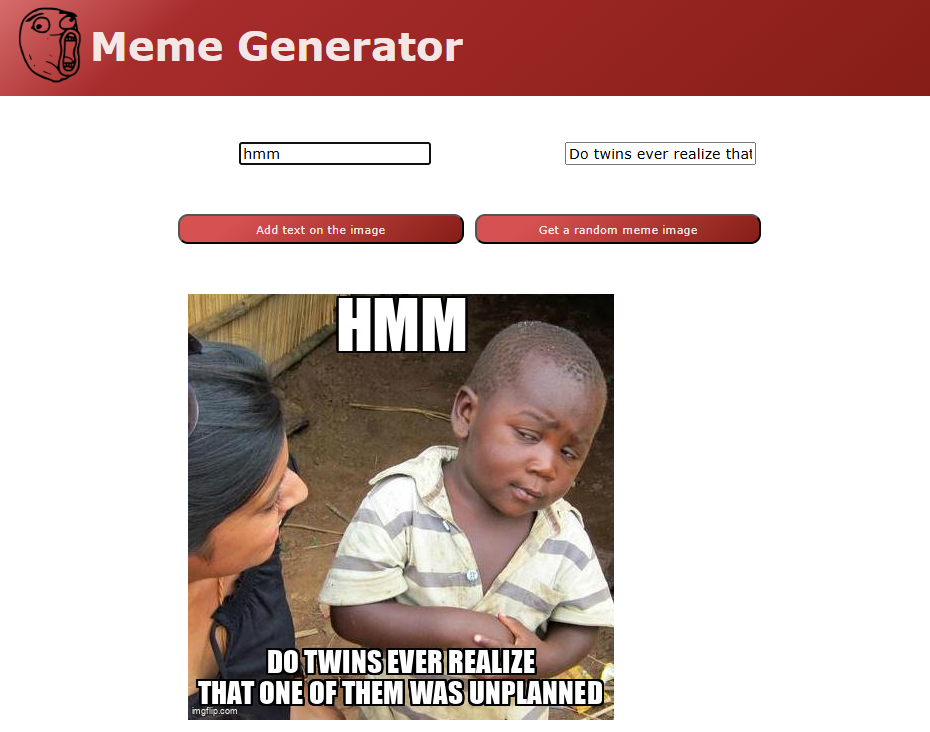 Meme Generator
hmm
Do twins ever realize that
Add text on the image
Get a random meme image
HMM
DO TWINS EVER REALIZE
THAT ONE OF THEM WAS UNPLANNED
imgflip.com